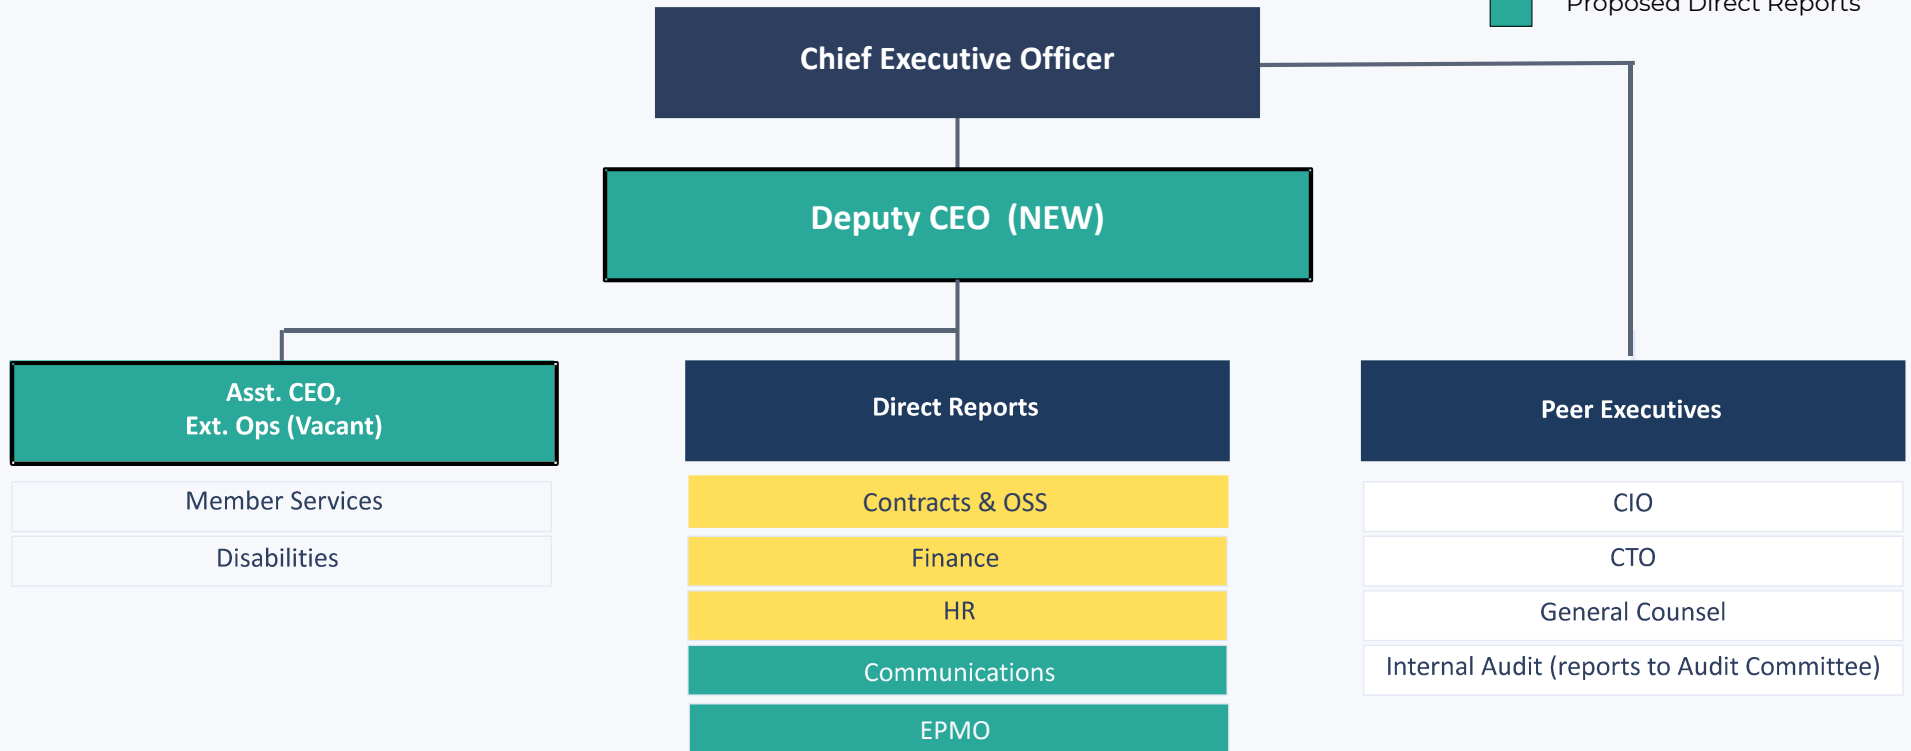 Proposed Direct Reports
Chief Executive Officer
Deputy CEO (NEW)
Asst. CEO,
Ext. Ops (Vacant)
Member Services
Disabilities
Direct Reports
Contracts & OSS
Finance
HR
Communications
EPMO
Peer Executives
CIO
CTO
General Counsel
Internal Audit (reports to Audit Committee)